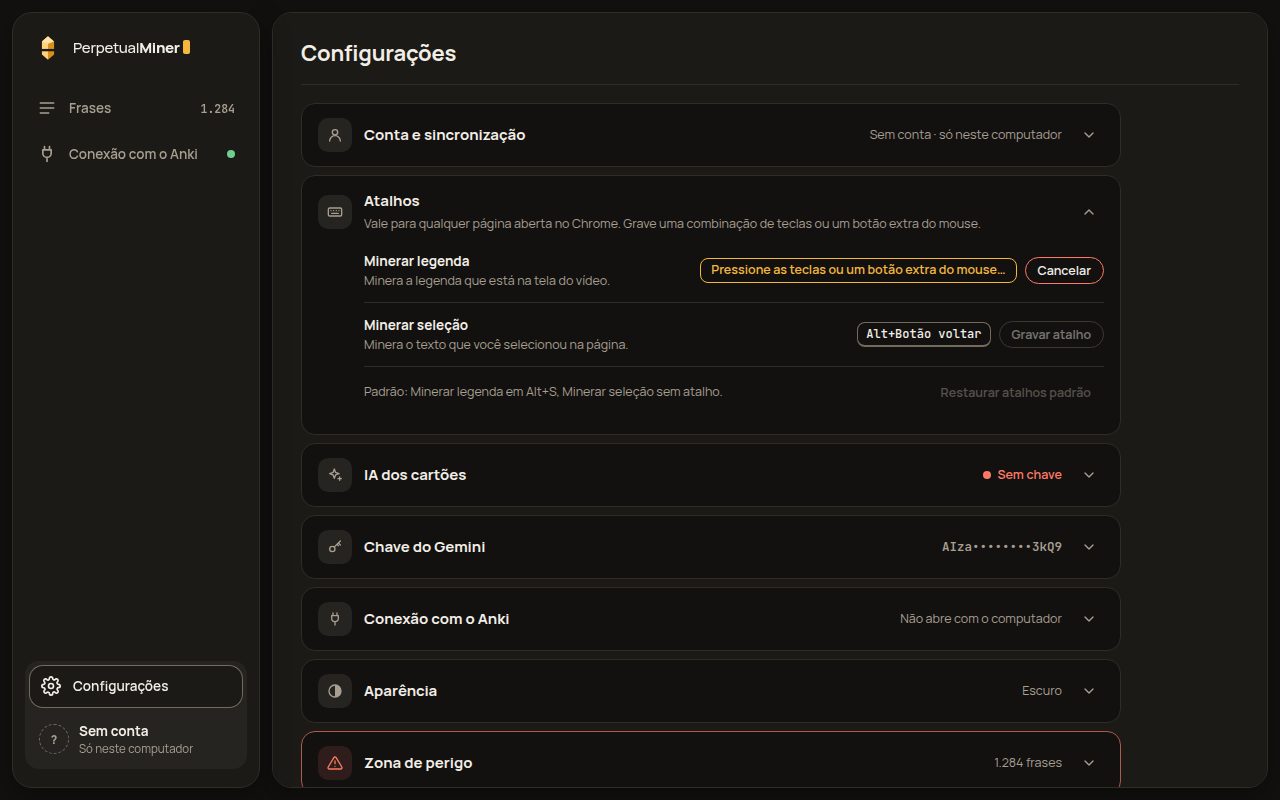 PerpetualMiner
Frases 1.284
Conexão com o Anki
Configurações
Sem conta
?
Só neste computador
Configurações
Conta e sincronização
Sem conta · só neste computador
Atalhos
Vale para qualquer página aberta no Chrome. Grave uma combinação de teclas ou um botão extra do mouse.
Minerar legenda
Minera a legenda que está na tela do vídeo.
Pressione as teclas ou um botão extra do mouse…
Cancelar
Minerar seleção
Minera o texto que você selecionou na página.
Alt+Botão voltar
Gravar atalho
Padrão: Minerar legenda em Alt+S, Minerar seleção sem atalho.
Restaurar atalhos padrão
IA dos cartões
Sem chave
Chave do Gemini
AIza••••••••3kQ9
Conexão com o Anki
Não abre com o computador
Aparência
Escuro
Zona de perigo
1.284 frases